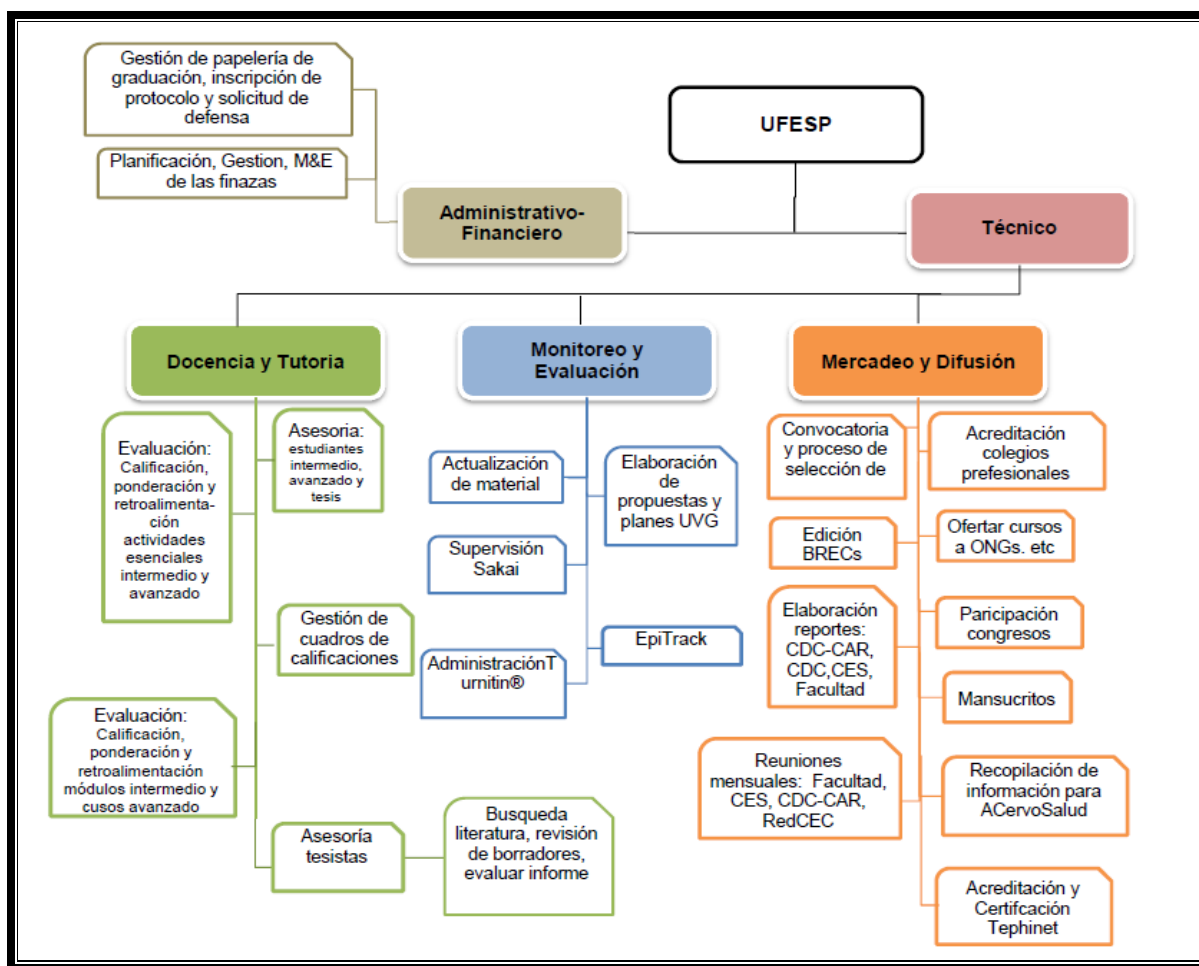 Gestión de papelería de
graduación, inscripción de
protocolo y solicitud de
defensa
UFESP
Planificación, Gestion, M&E
de las finazas
Administrativo-
Financiero
Técnico
Docencia y Tutoria
Monitoreo y
Evaluación
Mercadeo y Difusión
Evaluación:
Calificación,
ponderación y
retroalimenta-
ción
actividades
esenciales
intermedio y
avanzado
Asesoria:
estudiantes
intermedio,
avanzado y
tesis
Gestión de
cuadros de
calificaciones
Evaluación:
Calificación,
ponderación y
retroalimentación
módulos intermedio y
cusos avanzado
Asesoría
tesistas
Busqueda
literatura, revisión
de borradores,
evaluar informe
Actualización
de material
Elaboración
de
propuestas y
planes UVG
Supervisión
Sakai
EpiTrack
AdministraciónT
urnitin®
Convocatoria
y proceso de
selección de
Acreditación
colegios
prefesionales
Edición
BRECs
Ofertar cursos
a ONGs. etc
Elaboración
reportes:
CDC-CAR,
CDC,CES,
Facultad
Paricipación
congresos
Mansucritos
Reuniones
mensuales: Facultad,
CES, CDC-CAR,
RedCEC
Recopilación de
información para
ACervoSalud
Acreditación y
Certifcación
Tephinet